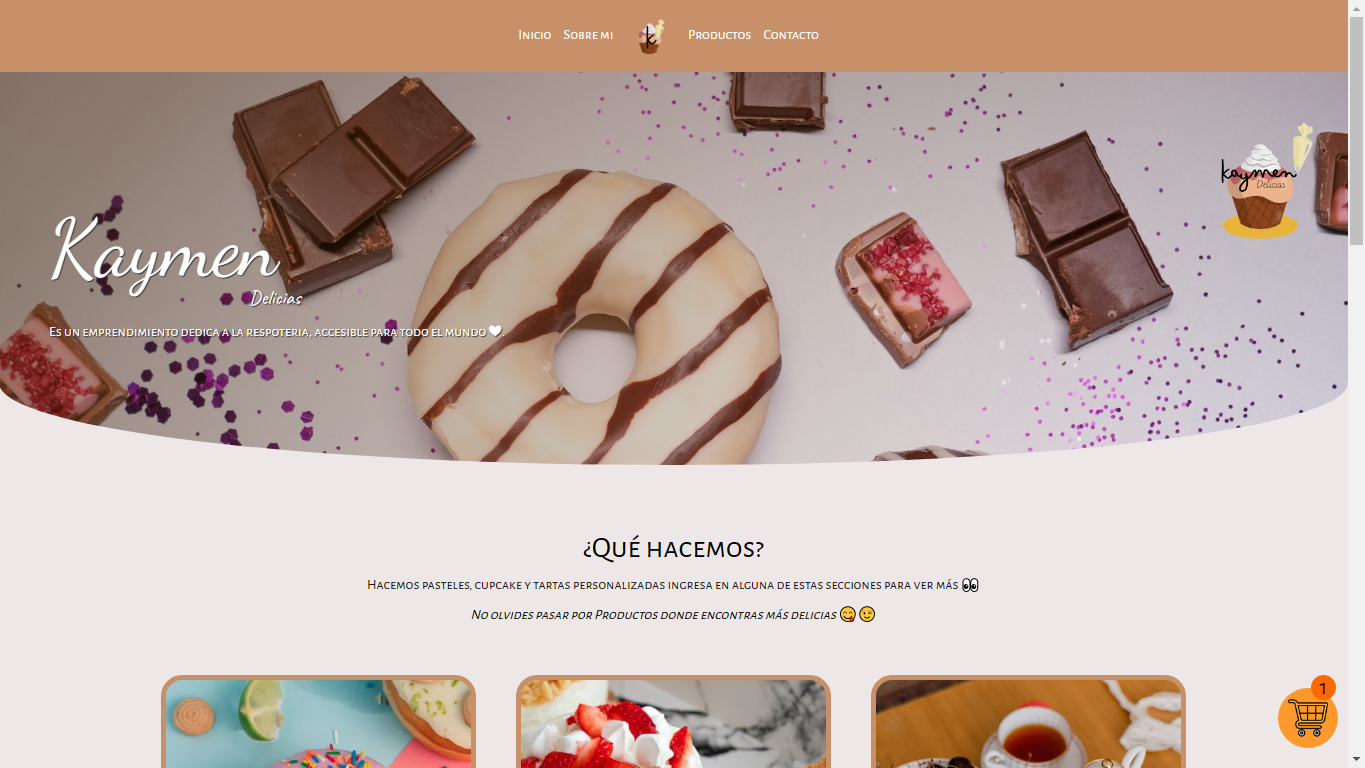 Inicio Sobre mi k Productos Contacto
kaymen
Delicias
Kaymen
Delicias
Es un emprendimiento dedica a la respoteria, accesible para todo el mundo 🤍.
¿Qué hacemos?
Hacemos pasteles, cupcake y tartas personalizadas ingresa en alguna de estas secciones para ver más 👀
No olvides pasar por Productos donde encontras más delicias 😋😉
1